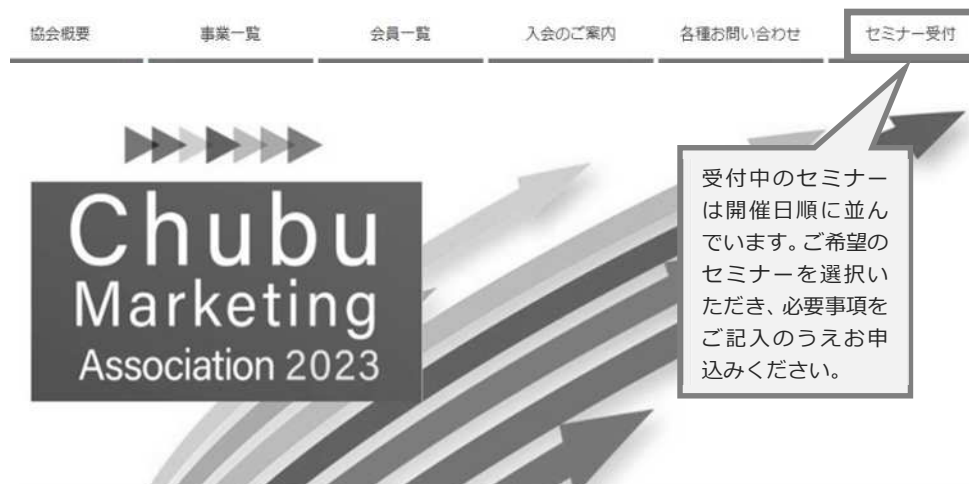 協会概要 事業一覧 会員一覧 入会のご案内 各種お問い合わせ セミナー受付
Chubu
Marketing
Association 2023
受付中のセミナー
は開催日順に並ん
でいます。ご希望の
セミナーを選択い
ただき、必要事項を
ご記入のうえお申
込みください。